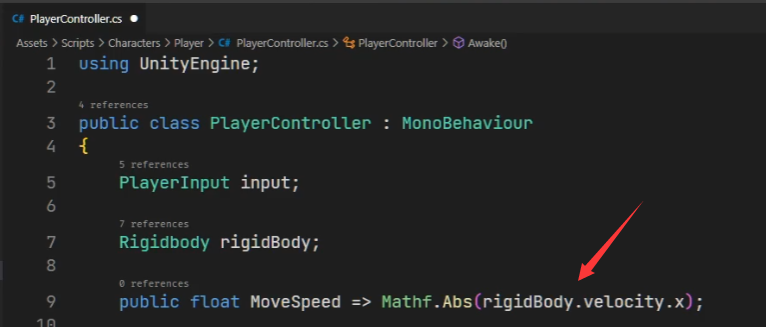 C# PlayerController.cs
Assets > Scripts > Characters > Player > C# PlayerController.cs > PlayerController > Awake()
1 using UnityEngine;
2
4 references
3 public class PlayerController : MonoBehaviour
4 {
5 references
5 PlayerInput input;
6
7 references
7 Rigidbody rigidBody;
8
0 references
9 public float MoveSpeed => Mathf.Abs(rigidBody.velocity.x);
10